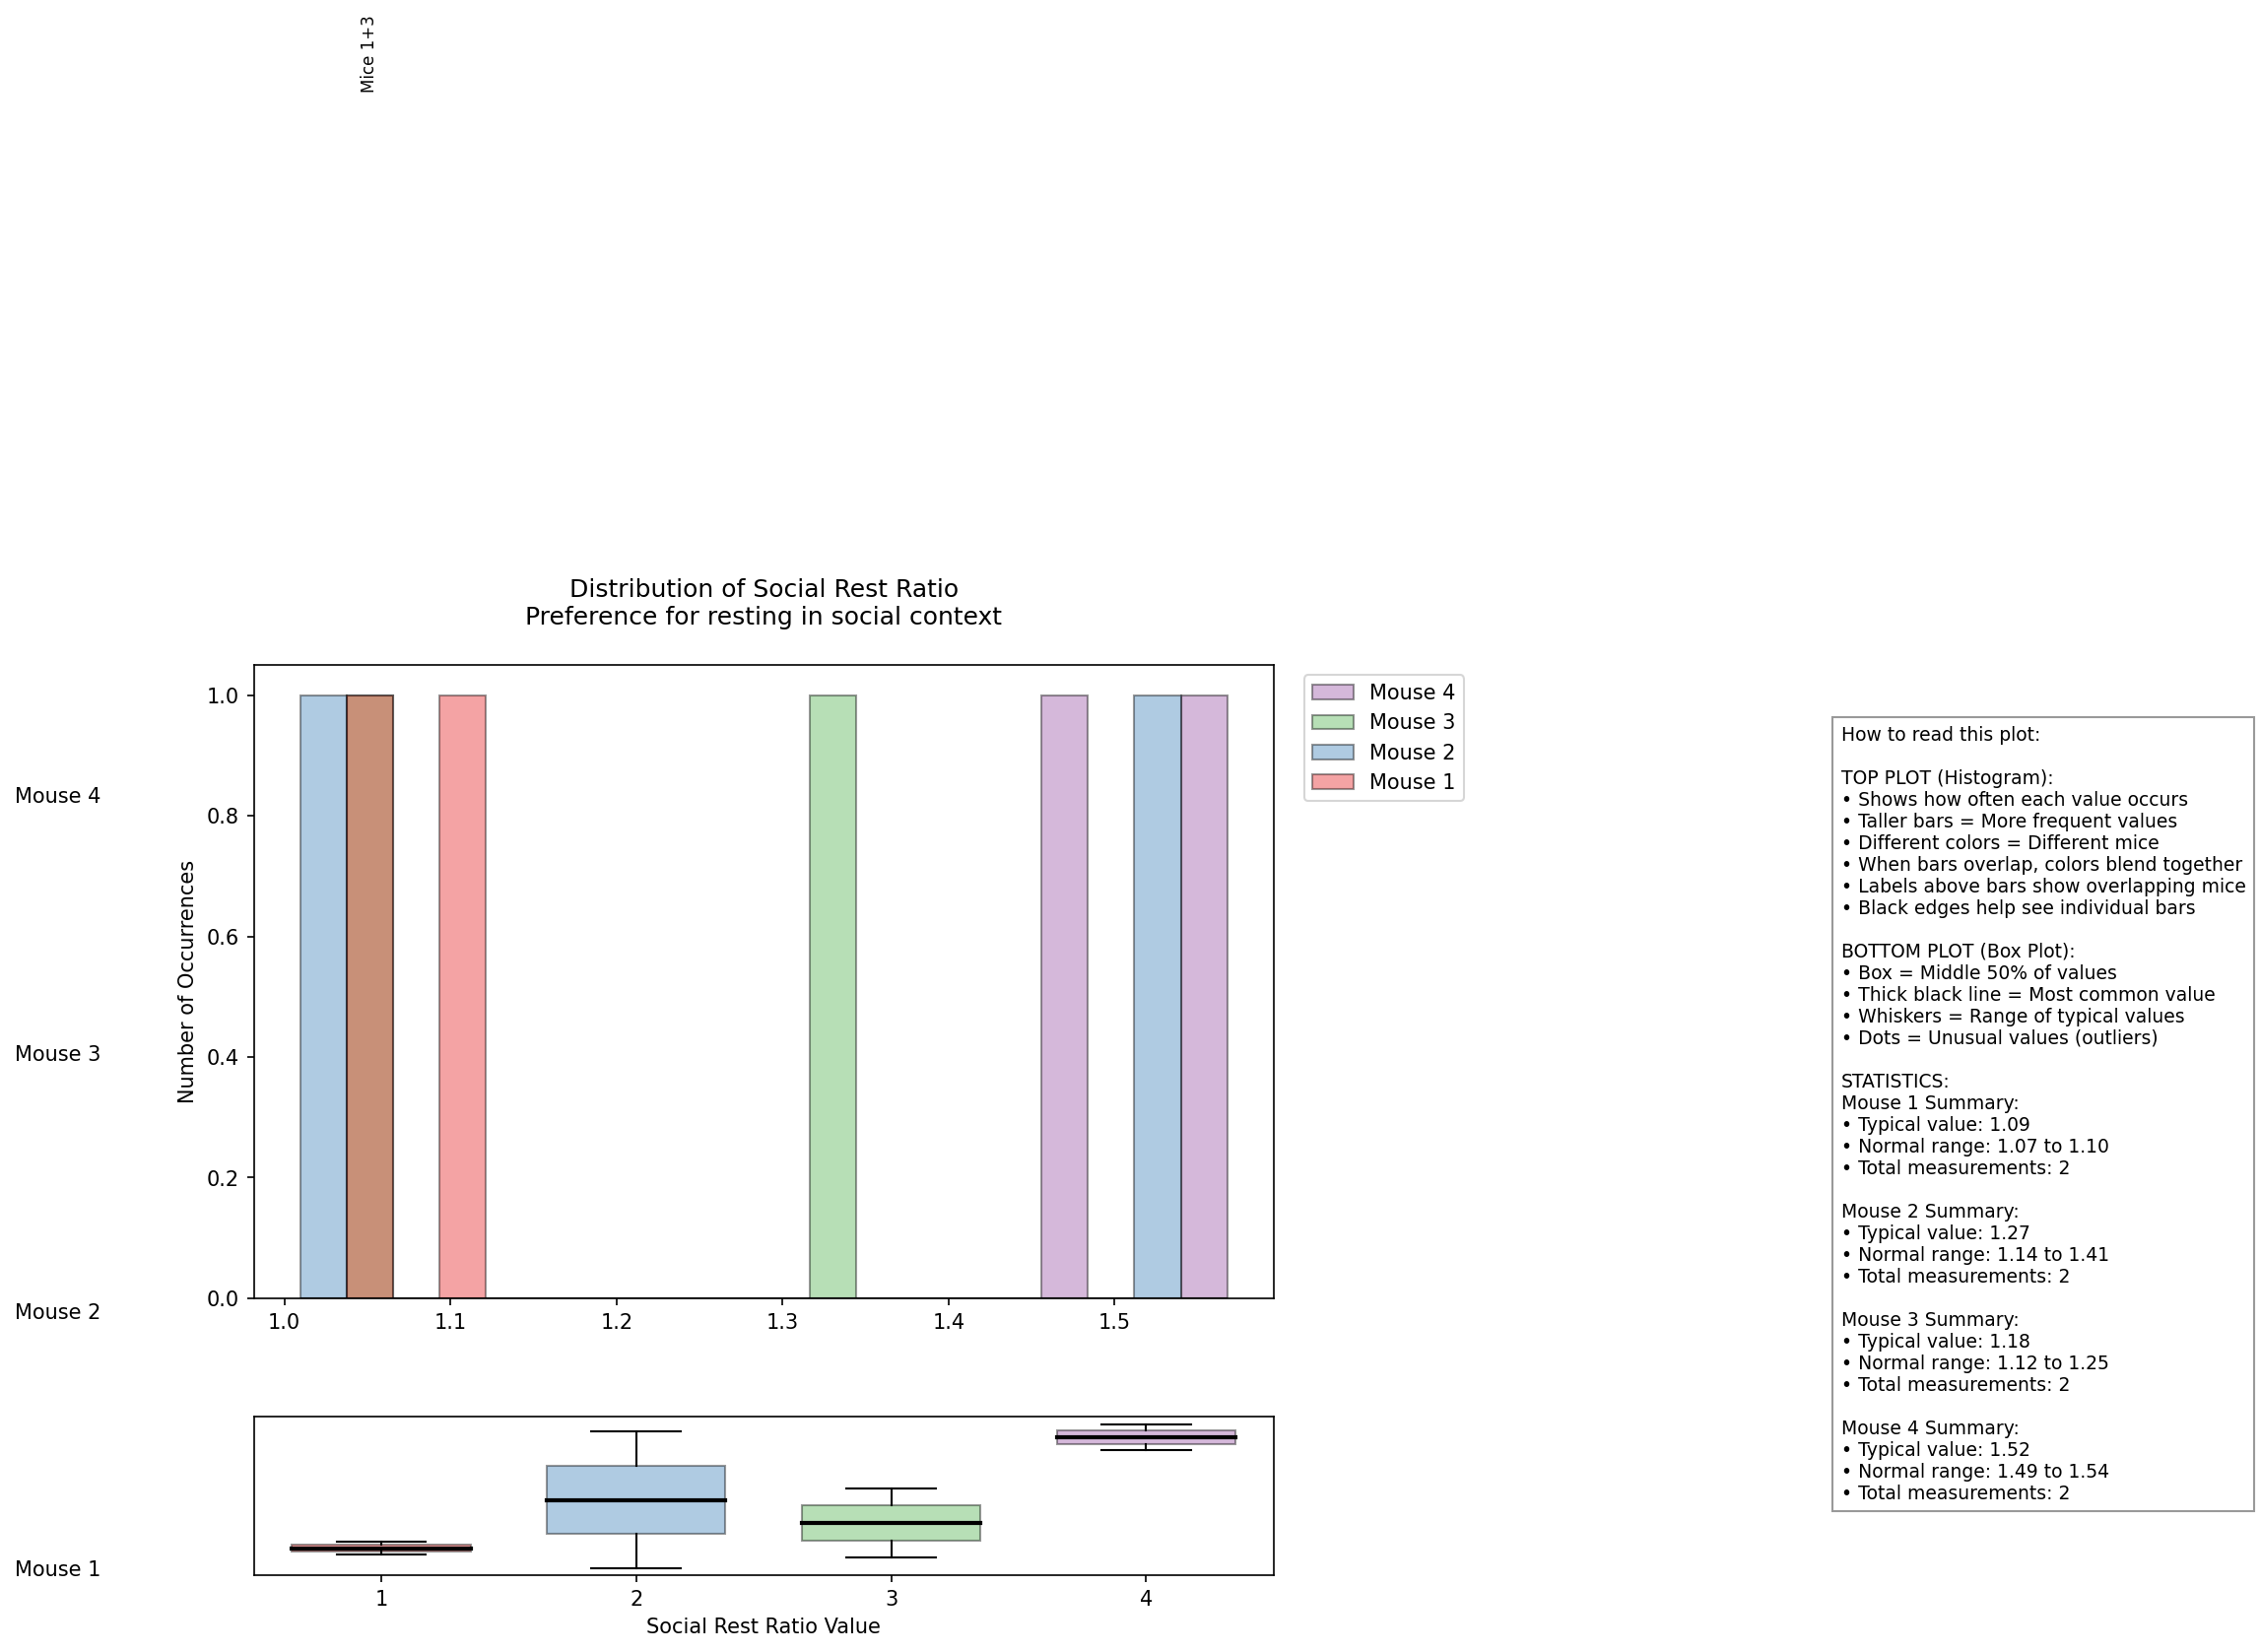 Mice 1+3
Distribution of Social Rest Ratio
Preference for resting in social context
Number of Occurrences
1.0
0.8
0.6
0.4
0.2
0.0
1.0
1.1
1.2
1.3
1.4
1.5
Mouse 4
Mouse 3
Mouse 2
Mouse 1
Mouse 4
Mouse 3
Mouse 2
Mouse 1
1
2
3
4
Social Rest Ratio Value
How to read this plot:
TOP PLOT (Histogram):
• Shows how often each value occurs
• Taller bars = More frequent values
• Different colors = Different mice
• When bars overlap, colors blend together
• Labels above bars show overlapping mice
• Black edges help see individual bars
BOTTOM PLOT (Box Plot):
• Box = Middle 50% of values
• Thick black line = Most common value
• Whiskers = Range of typical values
• Dots = Unusual values (outliers)
STATISTICS:
Mouse 1 Summary:
• Typical value: 1.09
• Normal range: 1.07 to 1.10
• Total measurements: 2
Mouse 2 Summary:
• Typical value: 1.27
• Normal range: 1.14 to 1.41
• Total measurements: 2
Mouse 3 Summary:
• Typical value: 1.18
• Normal range: 1.12 to 1.25
• Total measurements: 2
Mouse 4 Summary:
• Typical value: 1.52
• Normal range: 1.49 to 1.54
• Total measurements: 2